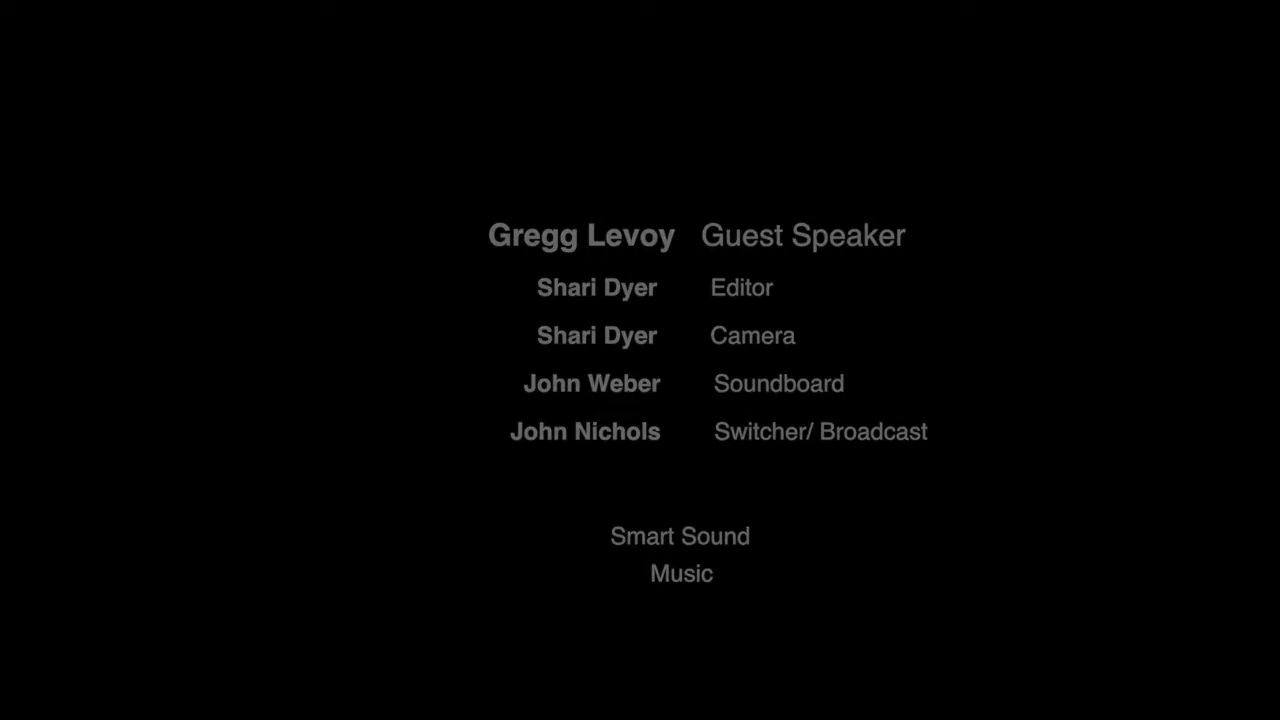 Gregg Levoy Guest Speaker
Shari Dyer Editor
Shari Dyer Camera
John Weber Soundboard
John Nichols Switcher/ Broadcast
Smart Sound
Music